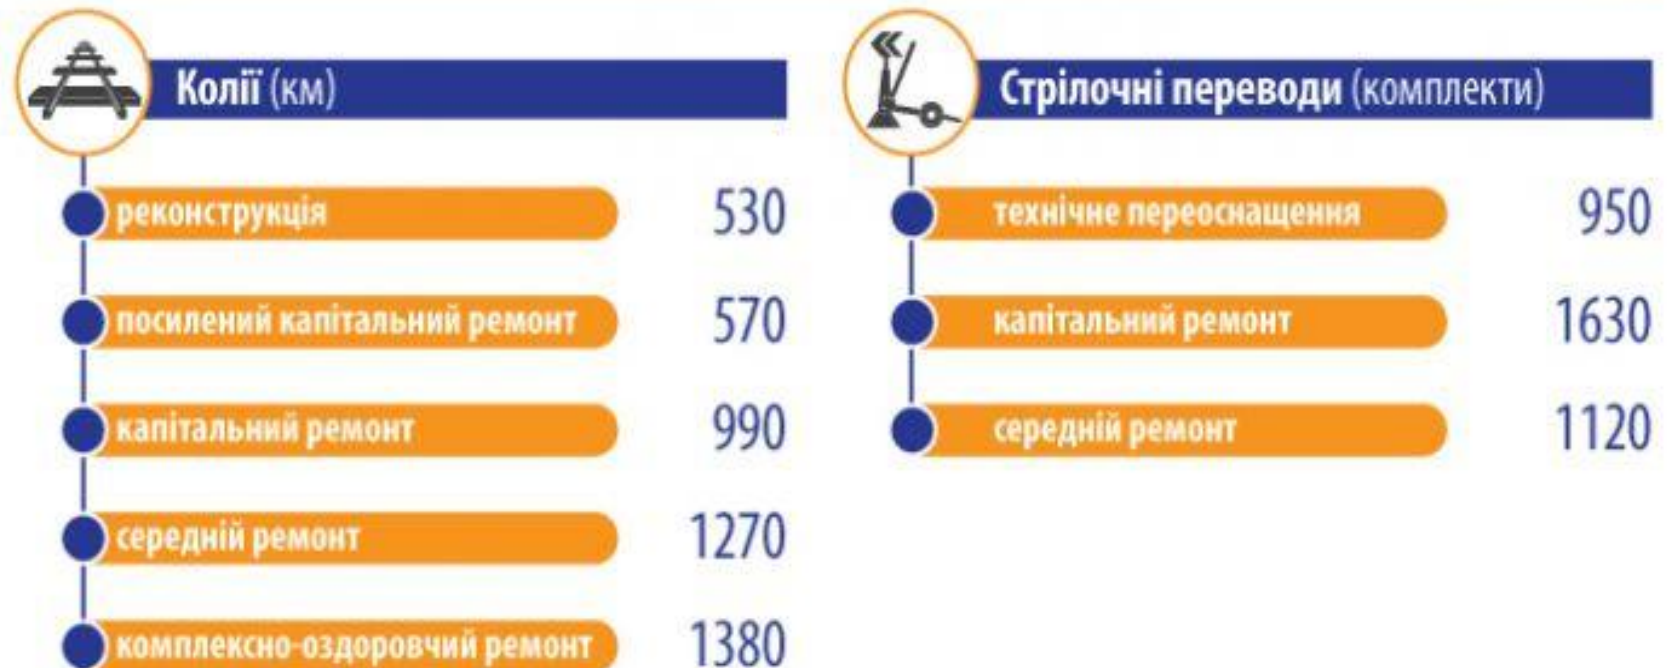 Колії (км)
реконструкція 530
посилений капітальний ремонт 570
капітальний ремонт 990
середній ремонт 1270
комплексно-оздоровчий ремонт 1380
Стрілочні переводи (комплекти)
технічне переоснащення 950
капітальний ремонт 1630
середній ремонт 1120